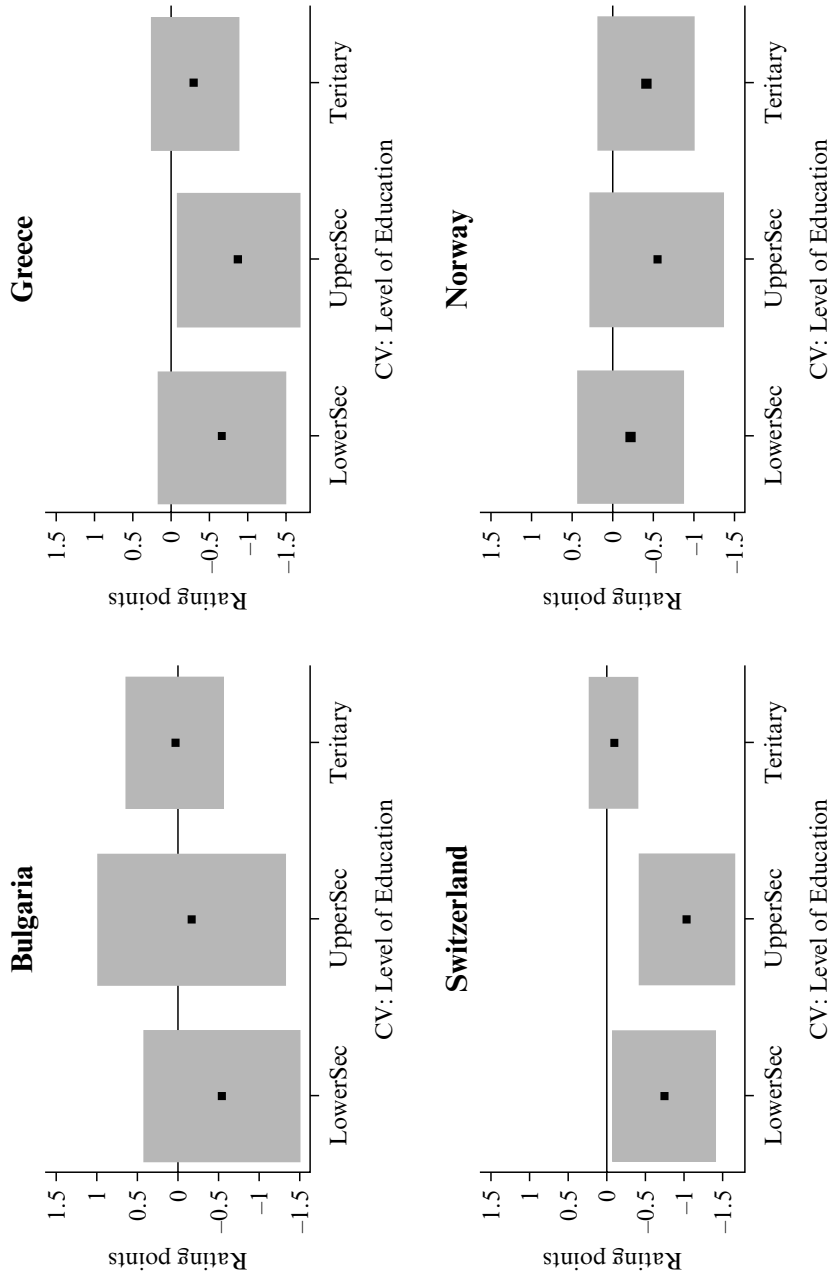 Bulgaria
Rating points
1.5
1
0.5
0
−0.5
−1
−1.5
LowerSec UpperSec Teritary
CV: Level of Education
Greece
Rating points
1.5
1
0.5
0
−0.5
−1
−1.5
LowerSec UpperSec Teritary
CV: Level of Education
Switzerland
Rating points
1.5
1
0.5
0
−0.5
−1
−1.5
LowerSec UpperSec Teritary
CV: Level of Education
Norway
Rating points
1.5
1
0.5
0
−0.5
−1
−1.5
LowerSec UpperSec Teritary
CV: Level of Education